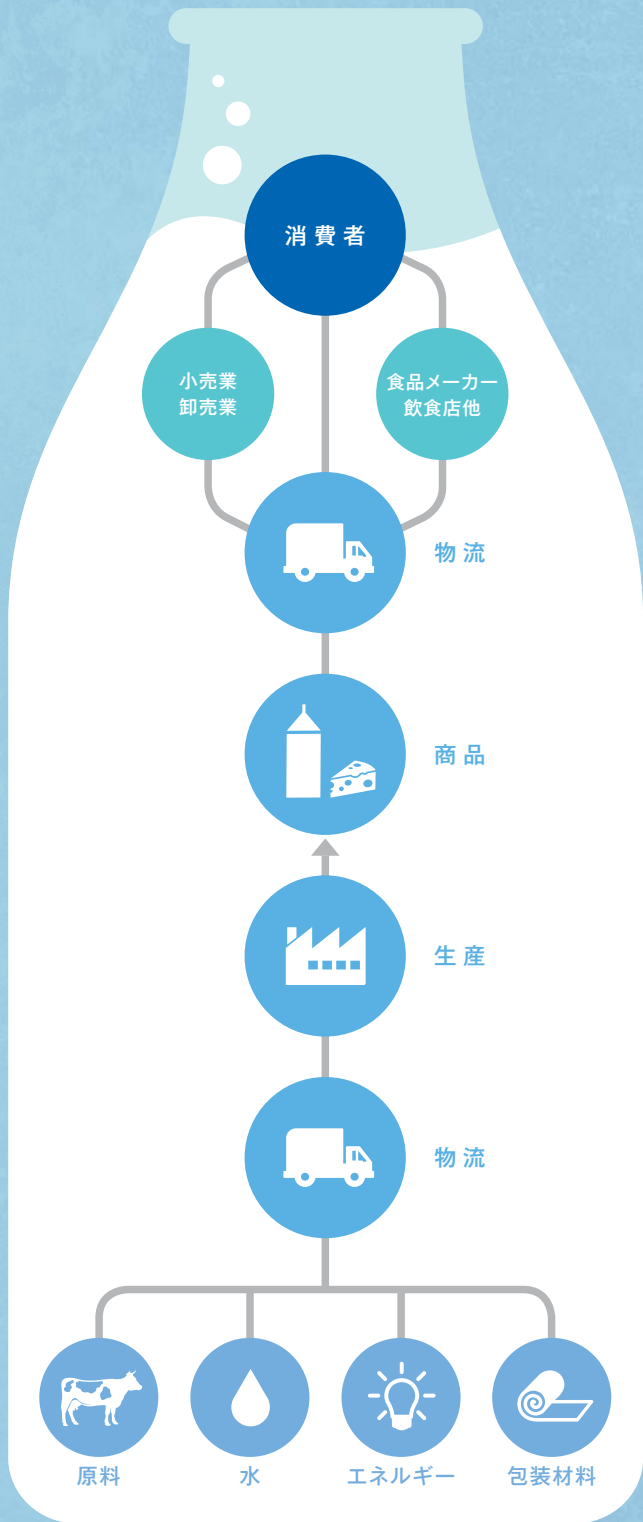 消費者
小売業
卸売業
食品メーカー
飲食店他
物流
商品
生産
物流
原料
水
エネルギー
包装材料